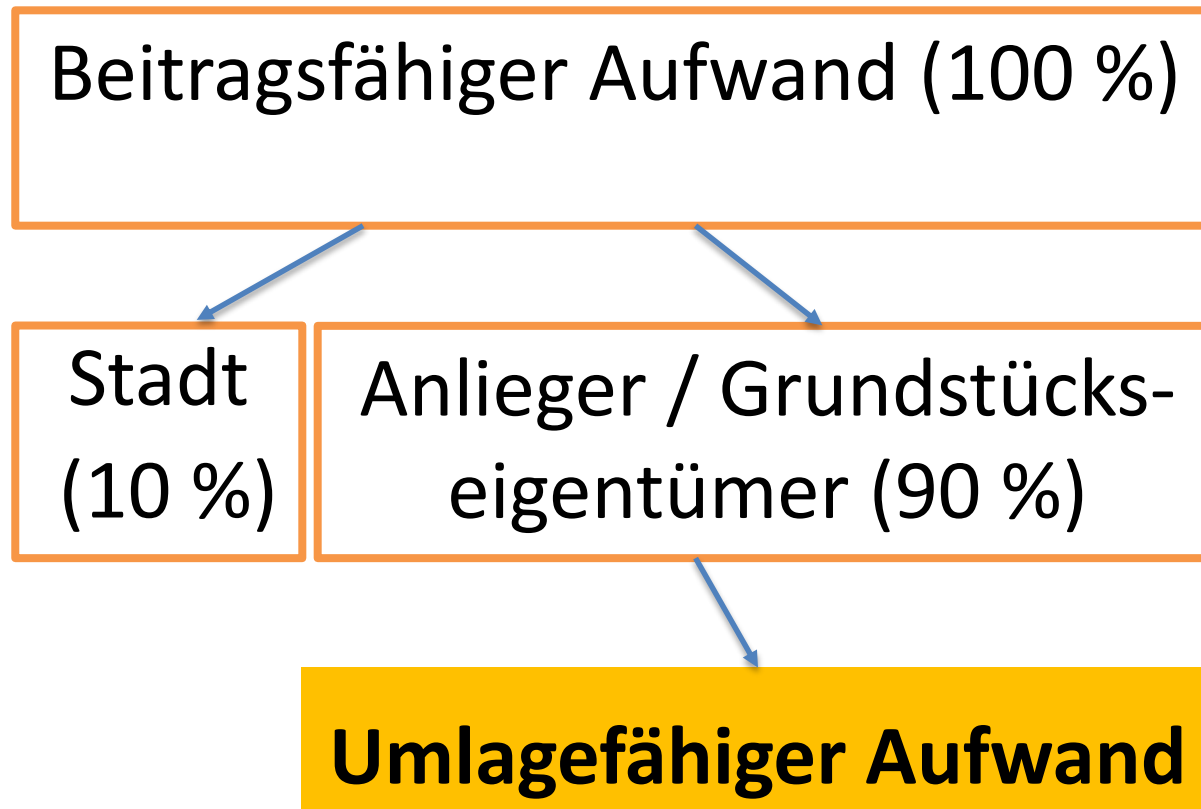 Beitragsfähiger Aufwand (100 %)
Stadt
(10 %)
Anlieger / Grundstücks-
eigentümer (90 %)
Umlagefähiger Aufwand